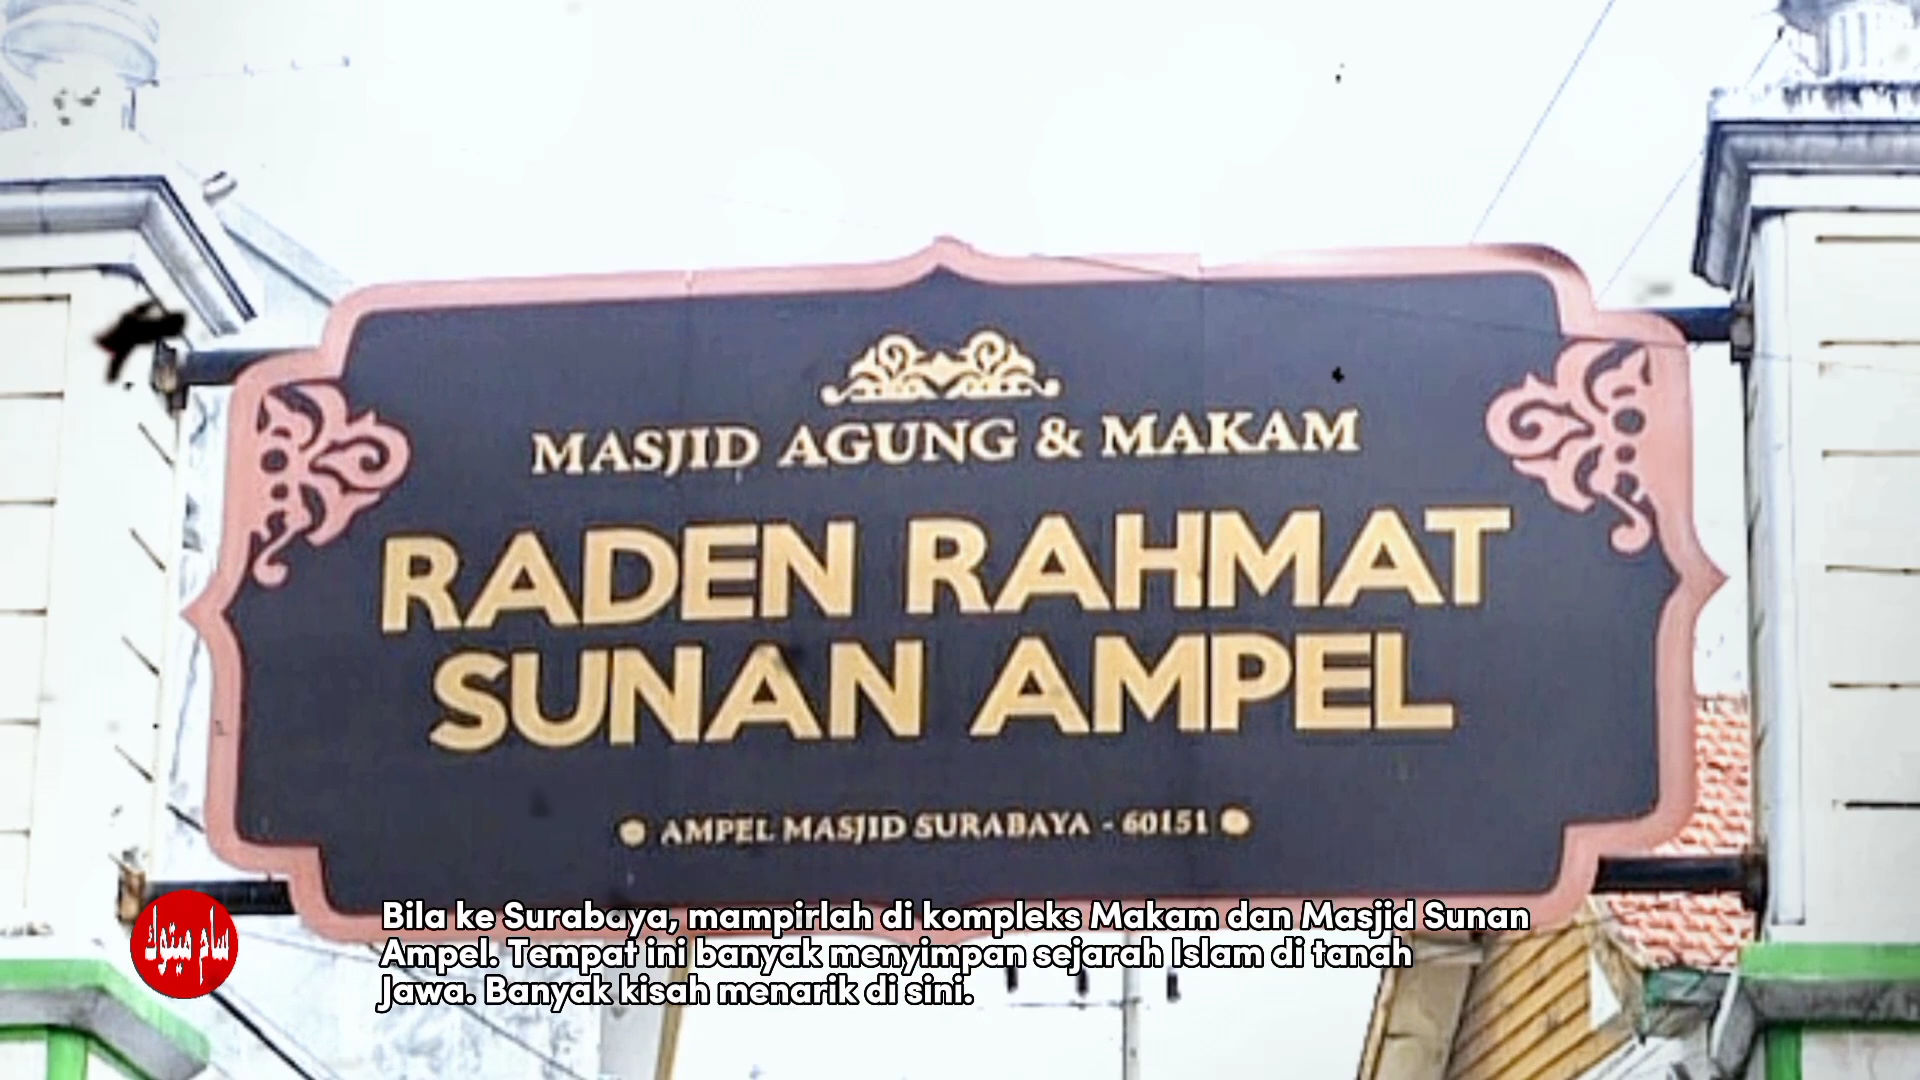 MASJID AGUNG & MAKAM
RADEN RAHMAT
SUNAN AMPEL
AMPEL MASJID SURABAYA - 60151
سام ميتوك
Bila ke Surabaya, mampirlah di kompleks Makam dan Masjid Sunan
Ampel. Tempat ini banyak menyimpan sejarah Islam di tanah
Jawa. Banyak kisah menarik di sini.